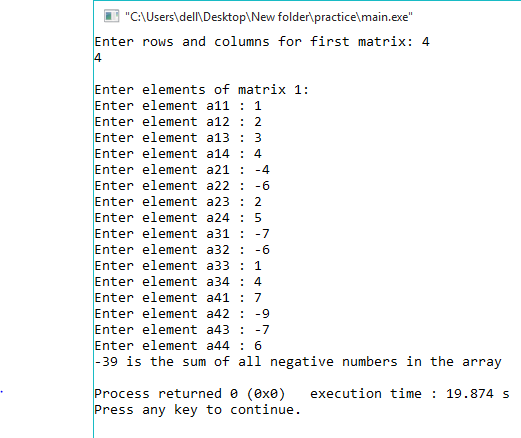 "C:\Users\dell\Desktop\New folder\practice\main.exe"
Enter rows and columns for first matrix: 4
4
Enter elements of matrix 1:
Enter element a11 : 1
Enter element a12 : 2
Enter element a13 : 3
Enter element a14 : 4
Enter element a21 : -4
Enter element a22 : -6
Enter element a23 : 2
Enter element a24 : 5
Enter element a31 : -7
Enter element a32 : -6
Enter element a33 : 1
Enter element a34 : 4
Enter element a41 : 7
Enter element a42 : -9
Enter element a43 : -7
Enter element a44 : 6
-39 is the sum of all negative numbers in the array
Process returned 0 (0x0)   execution time : 19.874 s
Press any key to continue.